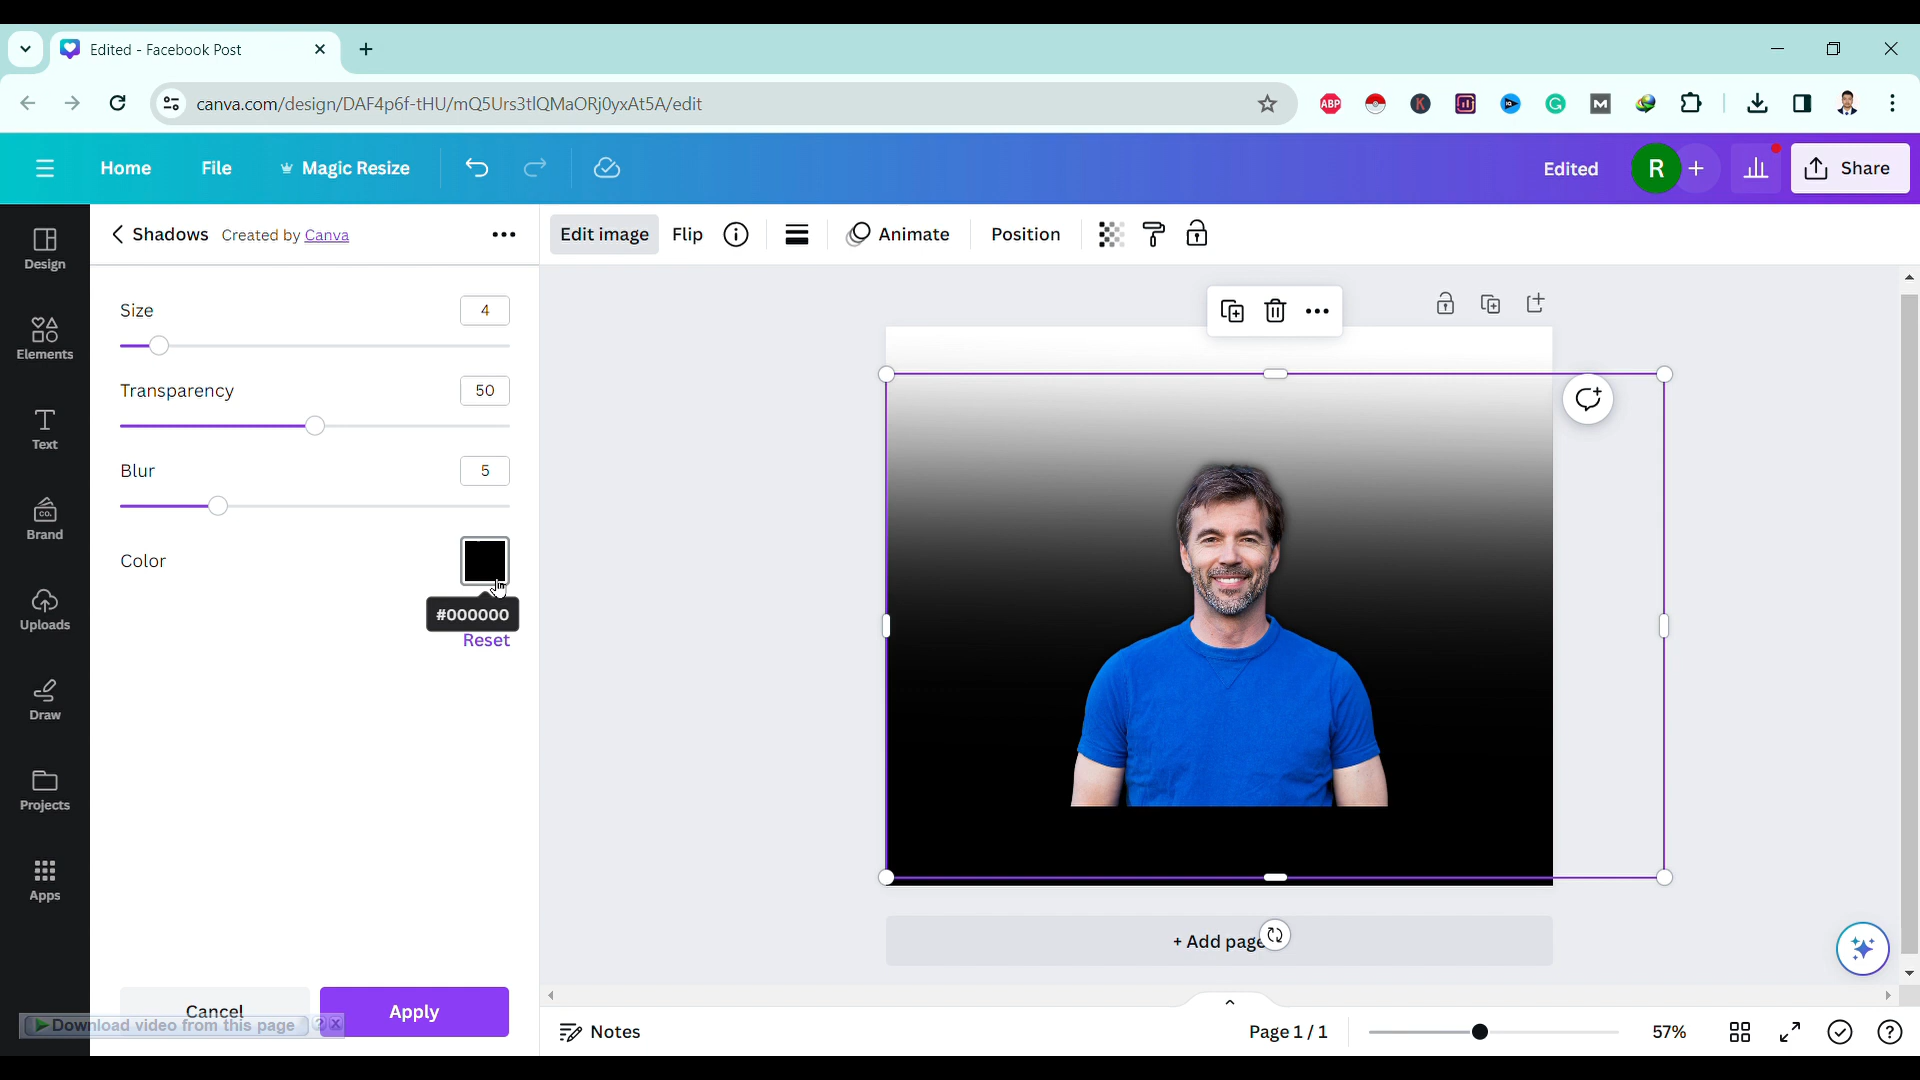 Edited - Facebook Post
canva.com/design/DAF4p6f-tHU/mQ5Urs3tlQMaORj0yxAt5A/edit
ABP K G M
Home File Magic Resize Edited R + Share
Shadows Created by Canva
Edit image Flip Animate Position
Design
Elements
Text
CO.
Brand
Uploads
Draw
Projects
Apps
Size 4
Transparency 50
Blur 5
Color
#000000
Reset
Cancel Apply
Download video from this page ? x
+ Add page
Notes Page 1 / 1 57% ?